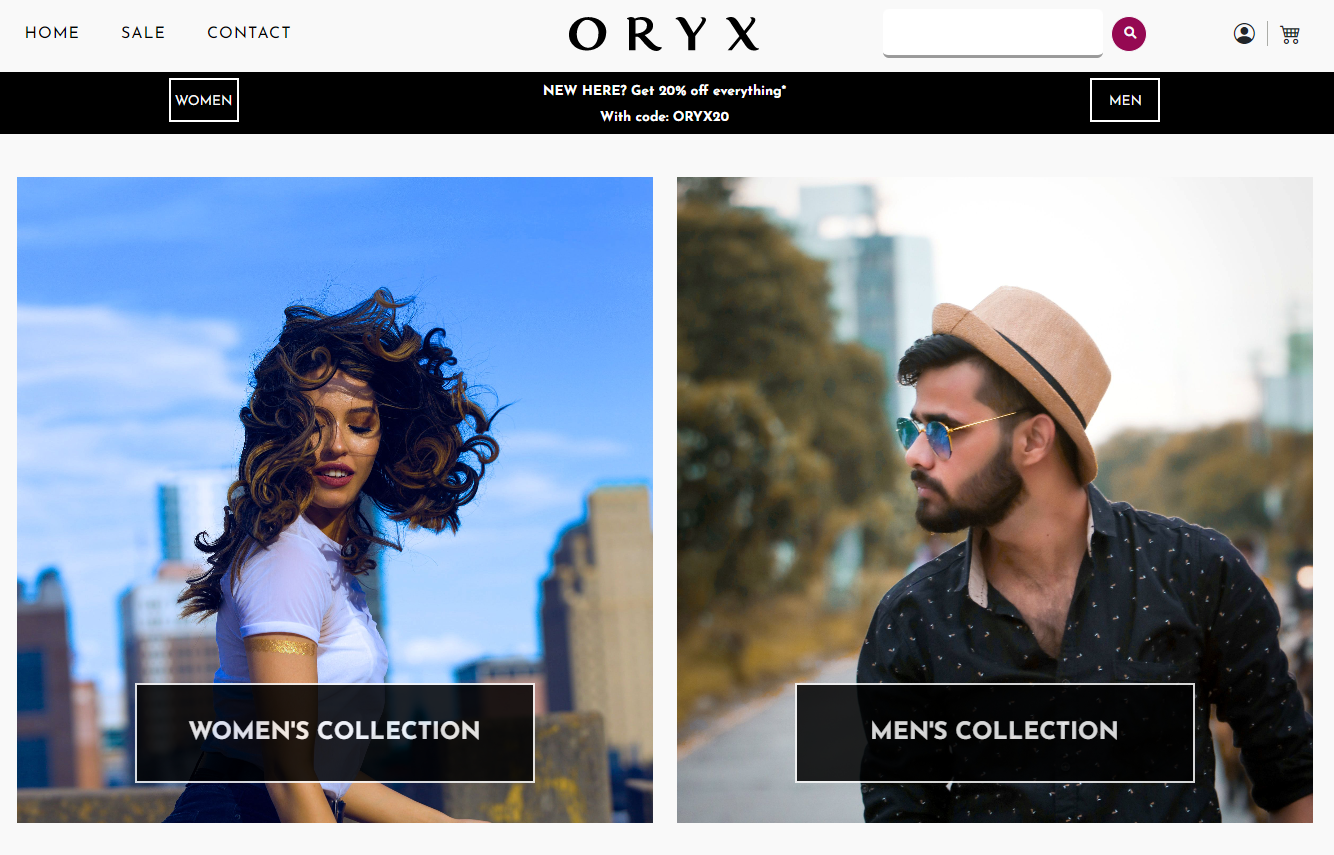 HOME SALE CONTACT
ORYX
WOMEN
NEW HERE? Get 20% off everything*
With code: ORYX20
MEN
WOMEN'S COLLECTION
MEN'S COLLECTION